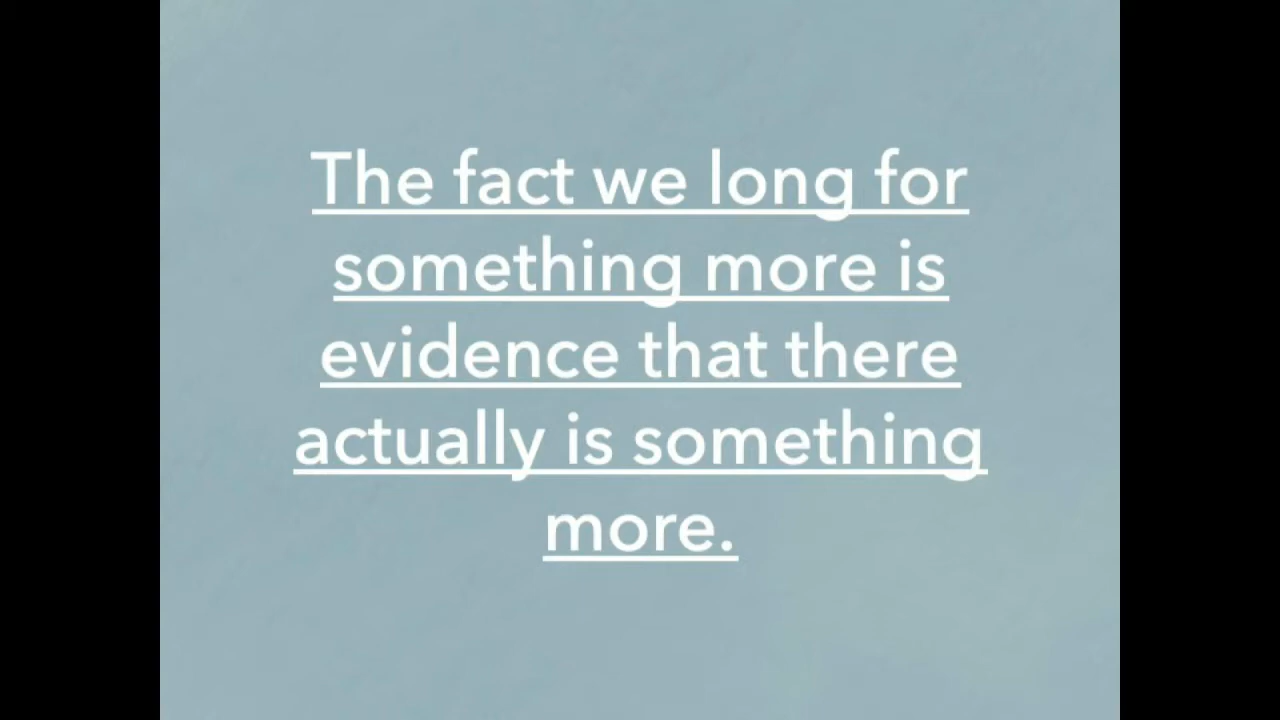 The fact we long for
something more is
evidence that there
actually is something
more.